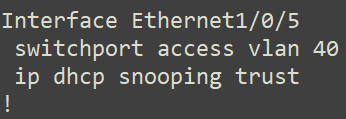 Interface Ethernet1/0/5
 switchport access vlan 40
 ip dhcp snooping trust
!